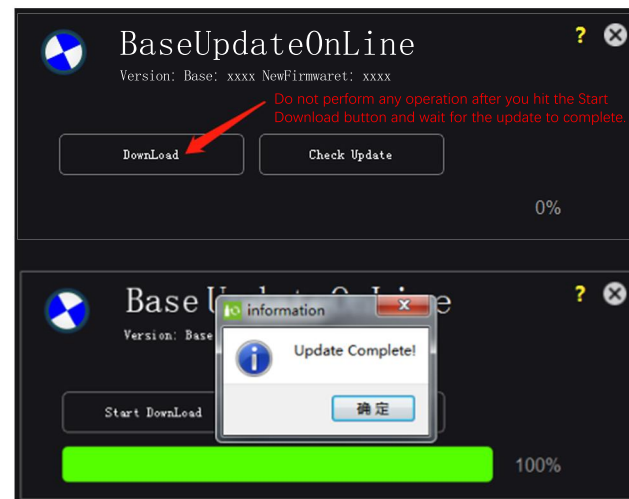 BaseUpdateOnLine
?
Version: Base: xxxx NewFirmwaret: xxxx
Do not perform any operation after you hit the Start
Download button and wait for the update to complete.
DownLoad
Check Update
0%
Base
?
information
Version: Base
Update Complete!
Start DownLoad
确定
100%